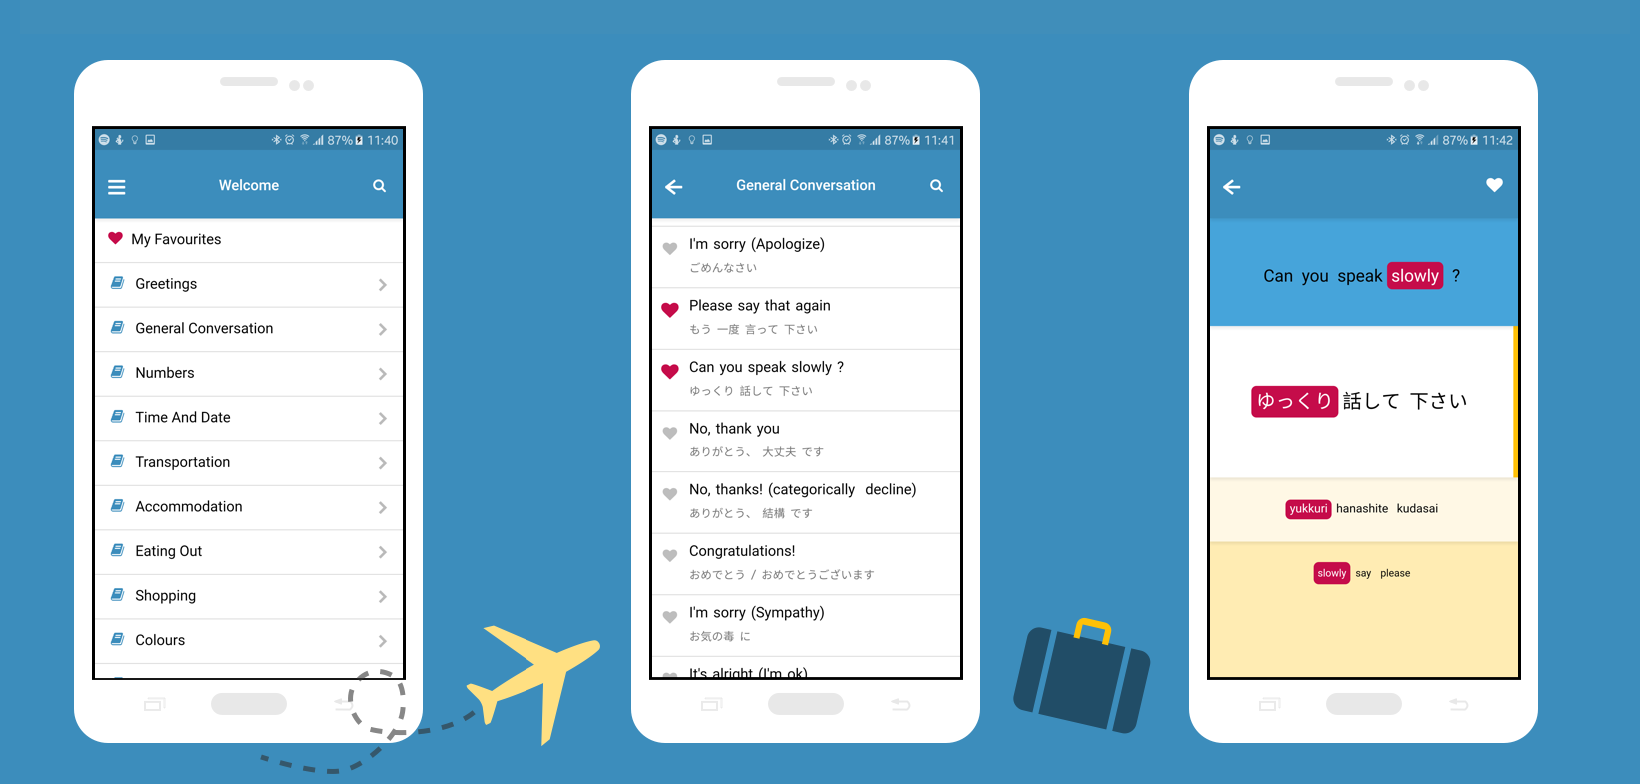 87% 11:40
Welcome
My Favourites
Greetings
General Conversation
Numbers
Time And Date
Transportation
Accommodation
Eating Out
Shopping
Colours
87% 11:41
General Conversation
I'm sorry (Apologize)
ごめんなさい
Please say that again
もう 一度 言って 下さい
Can you speak slowly ?
ゆっくり 話して 下さい
No, thank you
ありがとう、 大丈夫 です
No, thanks! (categorically decline)
ありがとう、 結構 です
Congratulations!
おめでとう / おめでとうございます
I'm sorry (Sympathy)
お気の毒 に
It's alright (I'm ok)
87% 11:42
Can you speak slowly ?
ゆっくり 話して 下さい
yukkuri hanashite kudasai
slowly say please